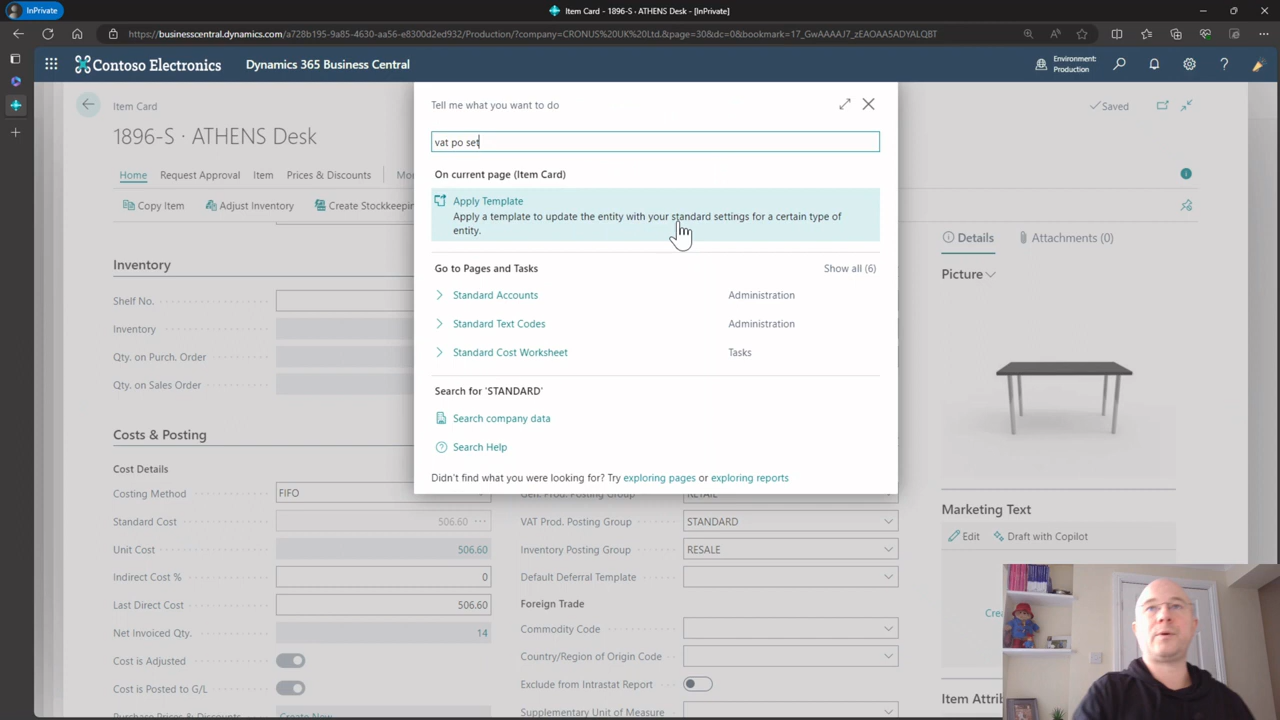 InPrivate
Item Card - 1896-S · ATHENS Desk - [InPrivate]
https://businesscentral.dynamics.com/a728b195-9a85-4630-aa56-e8300d2ed932/Production/?company=CRONUS%20UK%20Ltd.&page=30&dc=0&bookmark=17_GwAAAAJ7_zEAOAA5ADYALQBT
Contoso Electronics
Dynamics 365 Business Central
Environment:
Production
Item Card
Saved
1896-S · ATHENS Desk
Home
Request Approval
Item
Prices & Discounts
Copy Item
Adjust Inventory
Create Stockkeepin
Inventory
Shelf No.
Inventory
Qty. on Purch. Order
Qty. on Sales Order
Costs & Posting
Cost Details
Costing Method
FIFO
Standard Cost
506.60
Unit Cost
506.60
Indirect Cost %
0
Last Direct Cost
506.60
Net Invoiced Qty.
14
Cost is Adjusted
Cost is Posted to G/L
Purchase Prices & Discounts
Create New
Tell me what you want to do
vat po set
On current page (Item Card)
Apply Template
Apply a template to update the entity with your standard settings for a certain type of
entity.
Go to Pages and Tasks
Show all (6)
Standard Accounts
Administration
Standard Text Codes
Administration
Standard Cost Worksheet
Tasks
Search for 'STANDARD'
Search company data
Search Help
Didn't find what you were looking for? Try exploring pages or exploring reports
Gen. Prod. Posting Group
RETAIL
VAT Prod. Posting Group
STANDARD
Inventory Posting Group
RESALE
Default Deferral Template
Foreign Trade
Commodity Code
Country/Region of Origin Code
Exclude from Intrastat Report
Supplementary Unit of Measure
Details
Attachments (0)
Picture
Marketing Text
Edit
Draft with Copilot
Item Attrib